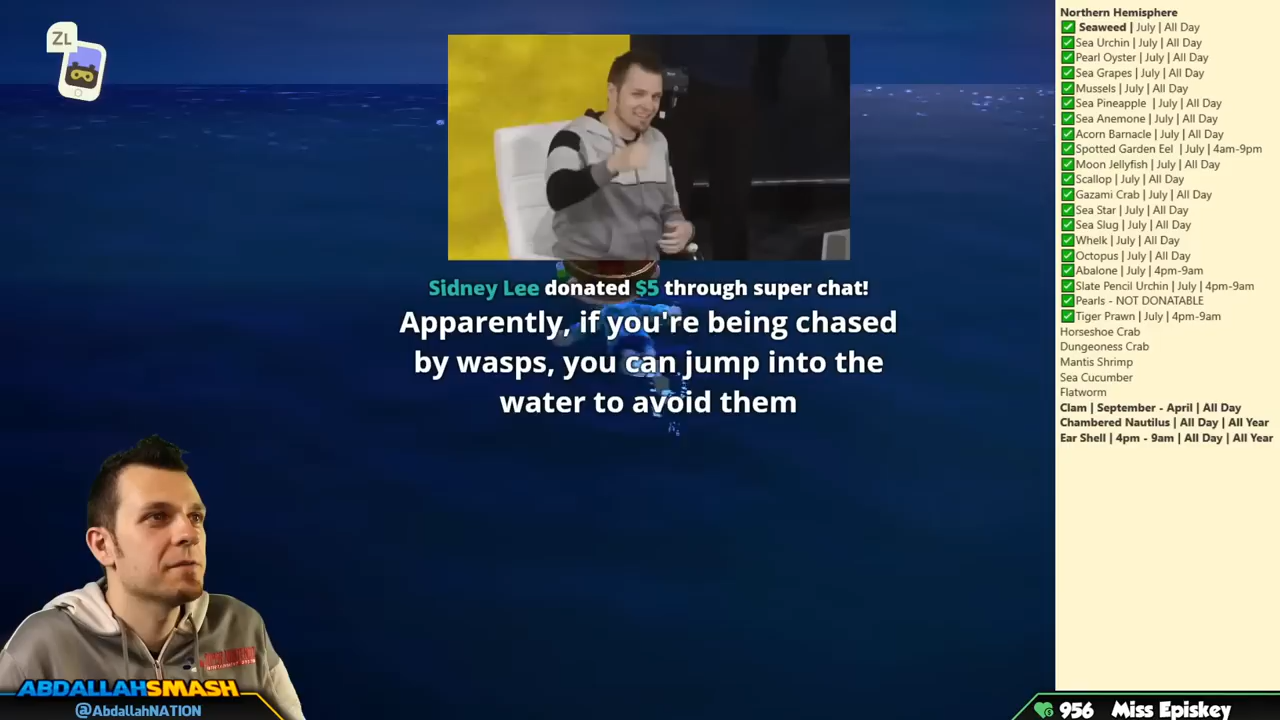 ZL
Sidney Lee donated $5 through super chat!
Apparently, if you're being chased
by wasps, you can jump into the
water to avoid them
Northern Hemisphere
✅ Seaweed | July | All Day
✅ Sea Urchin | July | All Day
✅ Pearl Oyster | July | All Day
✅ Sea Grapes | July | All Day
✅ Mussels | July | All Day
✅ Sea Pineapple | July | All Day
✅ Sea Anemone | July | All Day
✅ Acorn Barnacle | July | All Day
✅ Spotted Garden Eel | July | 4am-9pm
✅ Moon Jellyfish | July | All Day
✅ Scallop | July | All Day
✅ Gazami Crab | July | All Day
✅ Sea Star | July | All Day
✅ Sea Slug | July | All Day
✅ Whelk | July | All Day
✅ Octopus | July | All Day
✅ Abalone | July | 4pm-9am
✅ Slate Pencil Urchin | July | 4pm-9am
✅ Pearls - NOT DONATABLE
✅ Tiger Prawn | July | 4pm-9am
Horseshoe Crab
Dungeoness Crab
Mantis Shrimp
Sea Cucumber
Flatworm
Clam | September - April | All Day
Chambered Nautilus | All Day | All Year
Ear Shell | 4pm - 9am | All Day | All Year
ABDALLAHSMASH
@AbdallahNATION
956 Miss Episkey